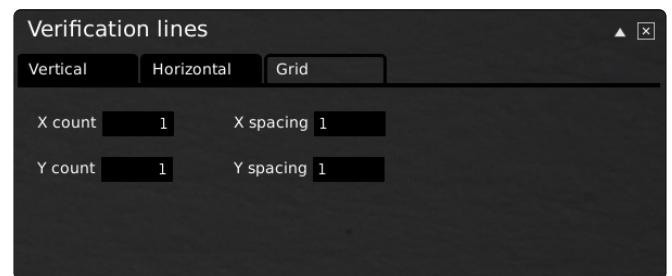 Verification lines
Vertical Horizontal Grid
X count 1 X spacing 1
Y count 1 Y spacing 1